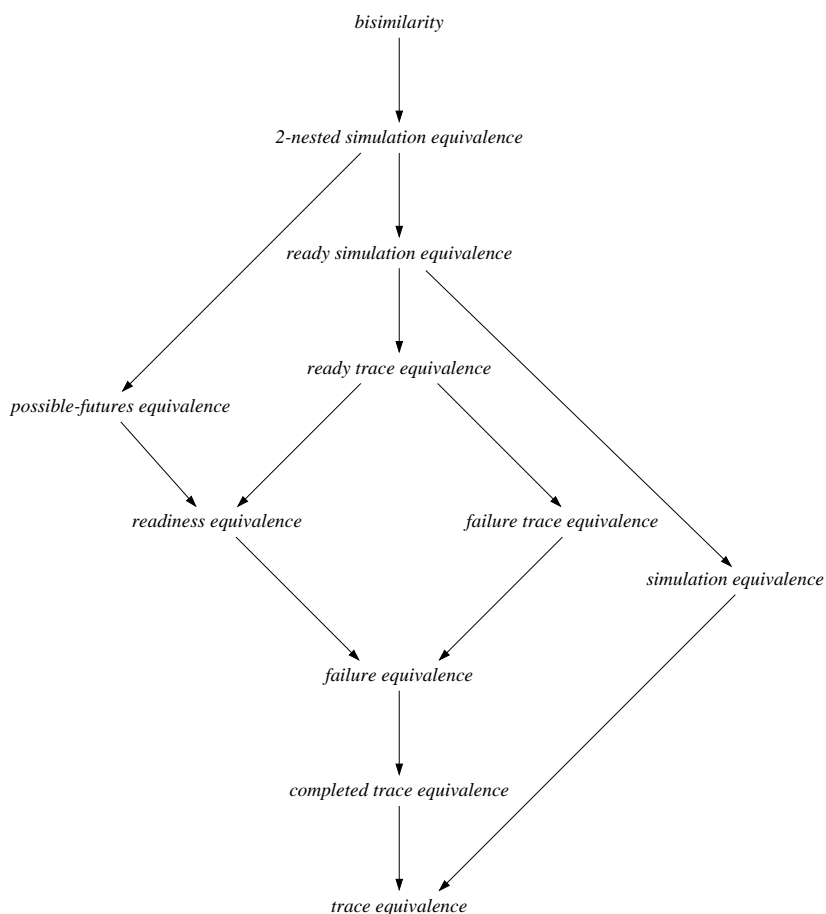 bisimilarity
2-nested simulation equivalence
ready simulation equivalence
ready trace equivalence
possible-futures equivalence
readiness equivalence
failure trace equivalence
simulation equivalence
failure equivalence
completed trace equivalence
trace equivalence